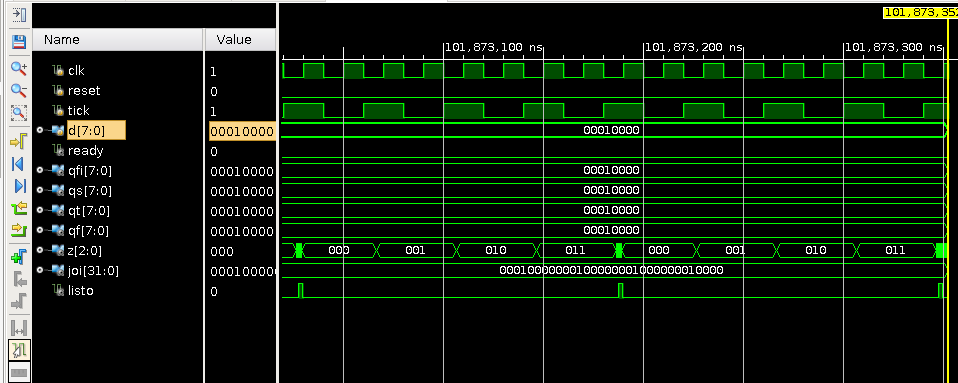 101,873,352
Name Value
101,873,100 ns 101,873,200 ns 101,873,300 ns
clk 1
reset 0
tick 1
d[7:0] 00010000 00010000
ready 0
qfi[7:0] 00010000 00010000
qs[7:0] 00010000 00010000
qt[7:0] 00010000 00010000
qf[7:0] 00010000 00010000
z[2:0] 000 000 001 010 011 000 001 010 011
joi[31:0] 000100000 00010000000100000001000000010000
listo 0